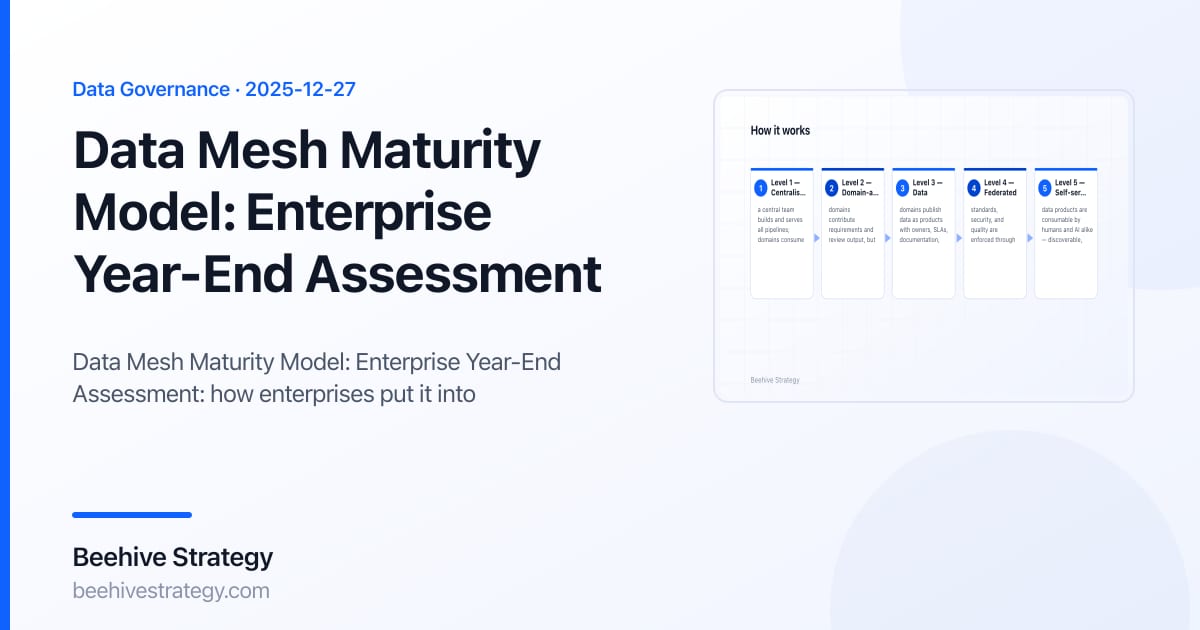 Data Governance · 2025-12-27
Data Mesh Maturity
Model: Enterprise
Year-End Assessment
Data Mesh Maturity Model: Enterprise Year-End
Assessment: how enterprises put it into
Beehive Strategy
beehivestrategy.com
How it works
1
Level 1 —
Centralis...
a central team
builds and serves
all pipelines;
domains consume
2
Level 2 —
Domain-a...
domains
contribute
requirements and
review output, but
3
Level 3 —
Data
domains publish
data as products
with owners, SLAs,
documentation,
4
Level 4 —
Federated
standards,
security, and
quality are
enforced through
5
Level 5 —
Self-ser...
data products are
consumable by
humans and AI alike
— discoverable,
Beehive Strategy